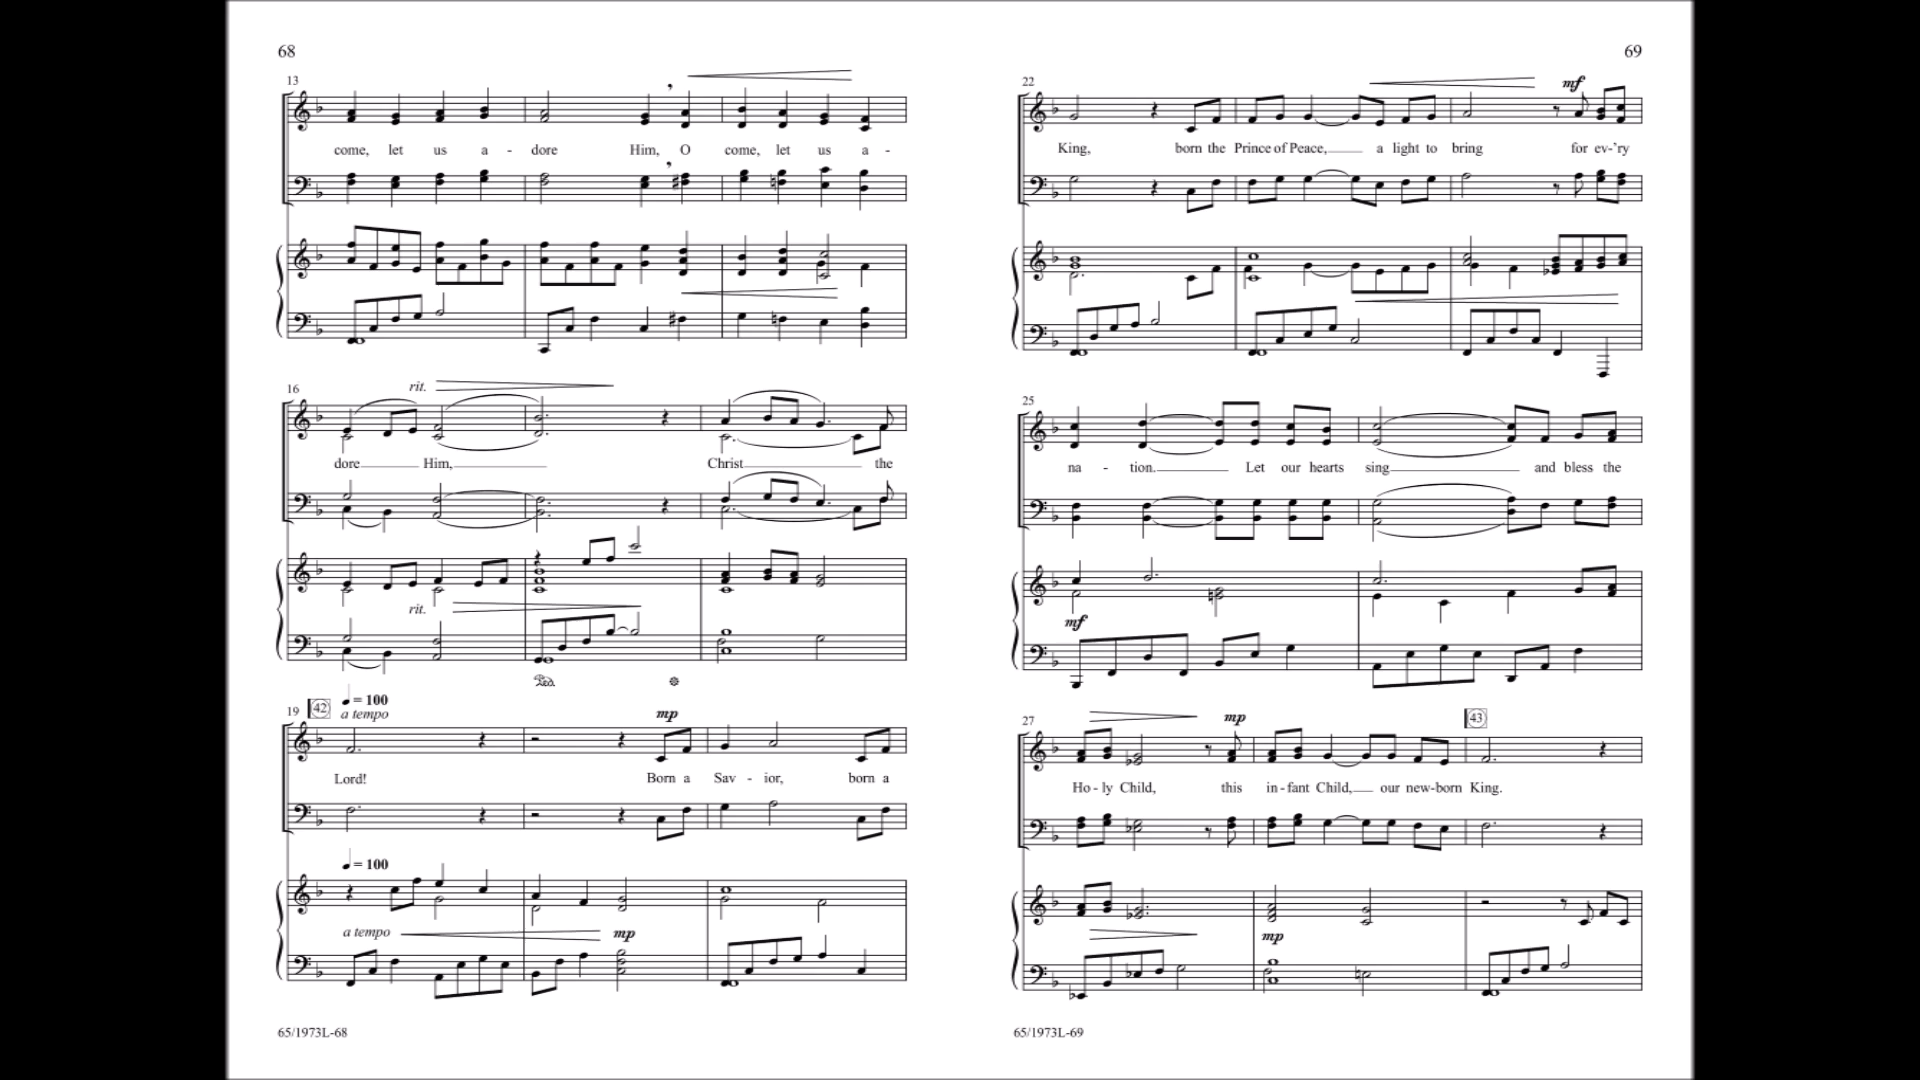 68
13
come, let us a - dore Him, O come, let us a -
16
rit.
dore Him, Christ the
rit.
19 42 = 100
a tempo
mp
Lord! Born a Sav - ior, born a
= 100
a tempo
mp
65/1973L-68
69
22
mf
King, born the Prince of Peace, a light to bring for ev-'ry
25
na - tion. Let our hearts sing and bless the
mf
27
mp
43
Ho - ly Child, this in - fant Child, our new-born King.
mp
65/1973L-69